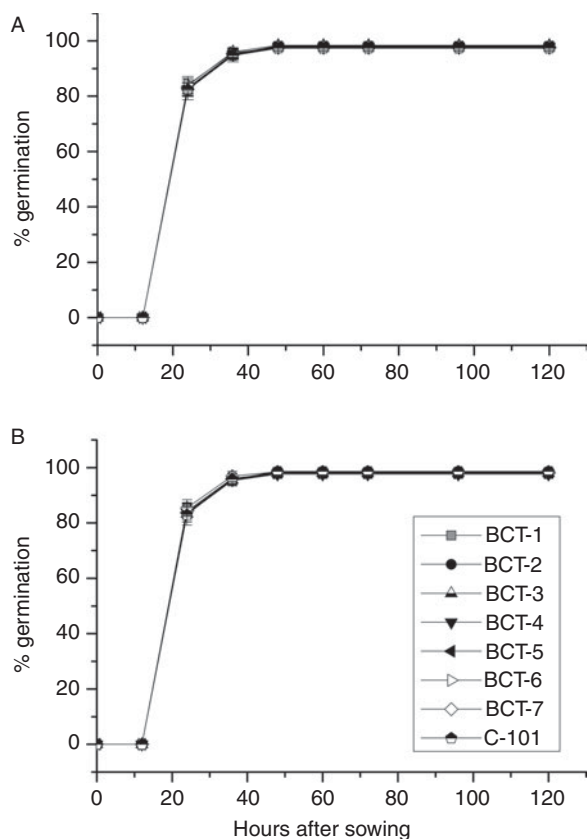 A
100
80
60
40
20
0
% germination
0 20 40 60 80 100 120
B
100
80
60
40
20
0
% germination
BCT-1
BCT-2
BCT-3
BCT-4
BCT-5
BCT-6
BCT-7
C-101
0 20 40 60 80 100 120
Hours after sowing